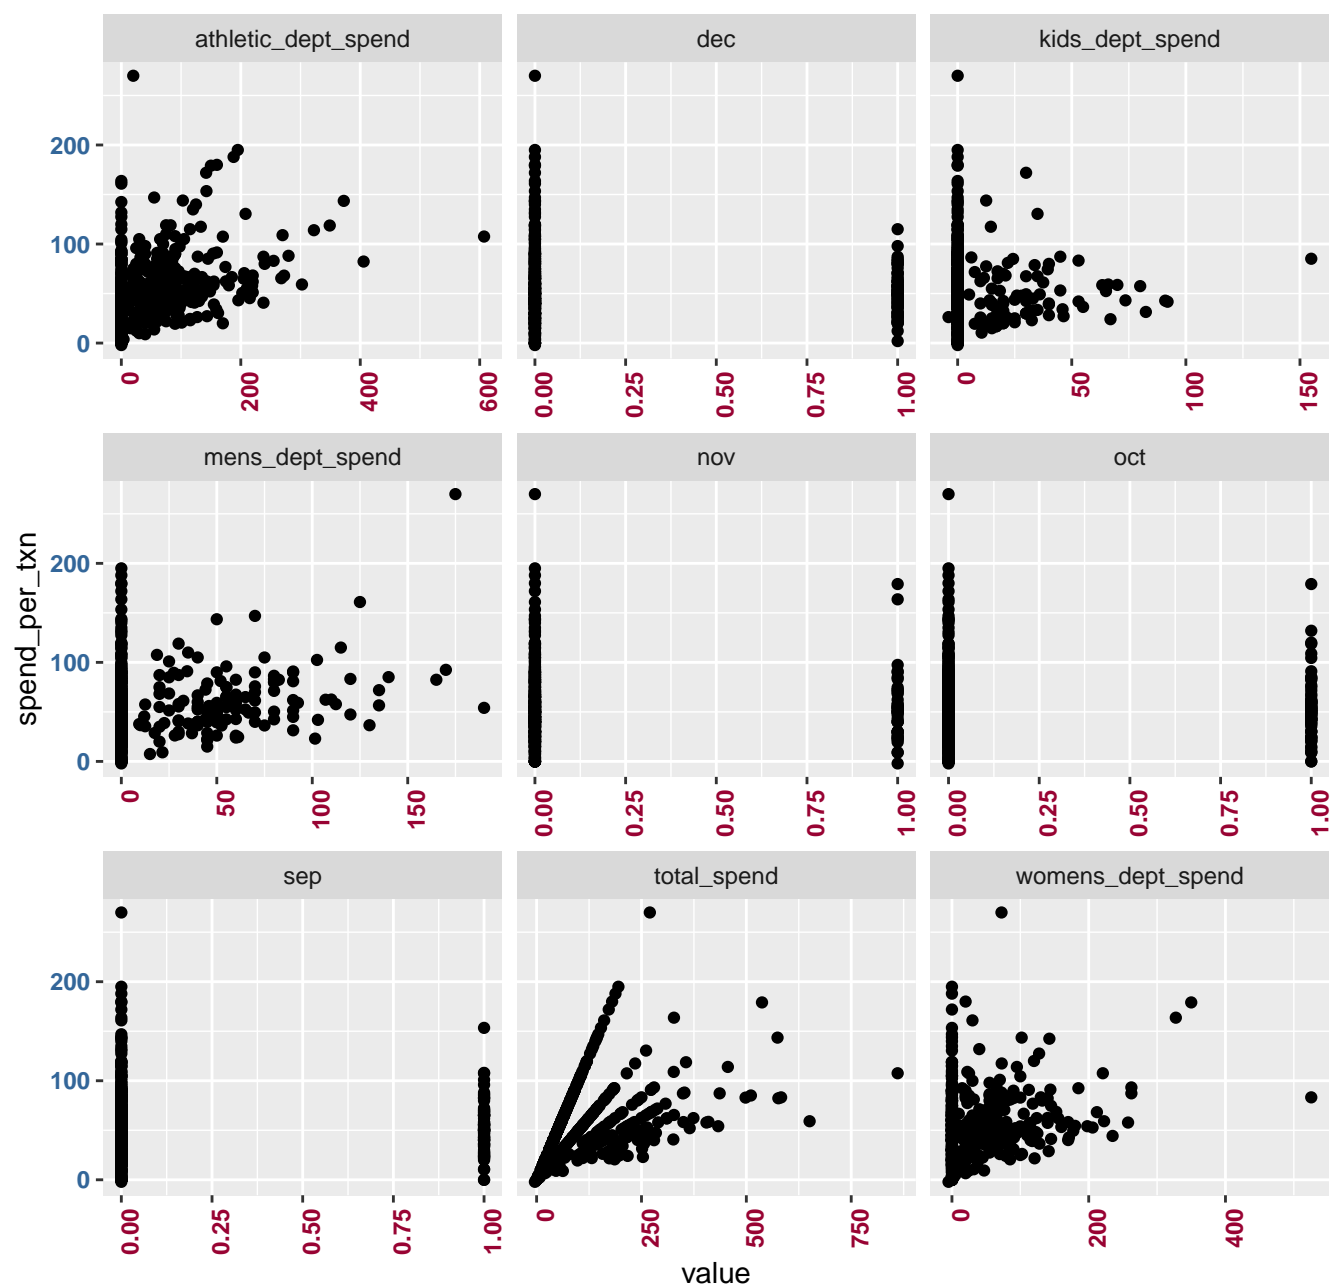 athletic_dept_spend dec kids_dept_spend
200
100
0
0 200 400 600 0.00 0.25 0.50 0.75 1.00 0 50 100 150
mens_dept_spend nov oct
200
100
0
0 50 100 150 0.00 0.25 0.50 0.75 1.00 0.00 0.25 0.50 0.75 1.00
spend_per_txn
sep total_spend womens_dept_spend
200
100
0
0.00 0.25 0.50 0.75 1.00 0 250 500 750 0 200 400
value